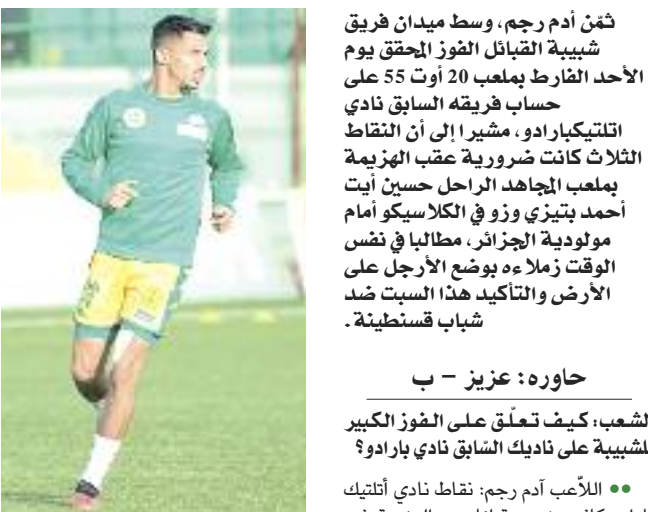 ثمّن أدم رجم، وسط ميدان فريق
شبيبة القبائل الفوز المحقق يوم
الأحد الفارط بملعب 20 أوت 55 على
حساب فريقه السابق نادي
اتلتيكبارادو، مشيرا إلى أن النقاط
الثلاث كانت ضرورية عقب الهزيمة
بملعب المجاهد الراحل حسين أيت
أحمد بتيزي وزو في الكلاسيكو أمام
مولودية الجزائر، مطالبا في نفس
الوقت زملاءه بوضع الأرجل على
الأرض والتأكيد هذا السبت ضد
شباب قسنطينة.
حاوره: عزيز – ب
لشعب: كيف تعلّق على الفوز الكبير
للشبيبة على ناديك السّابق نادي بارادو؟
●● اللاّعب آدم رجم: نقاط نادي أتلتيك